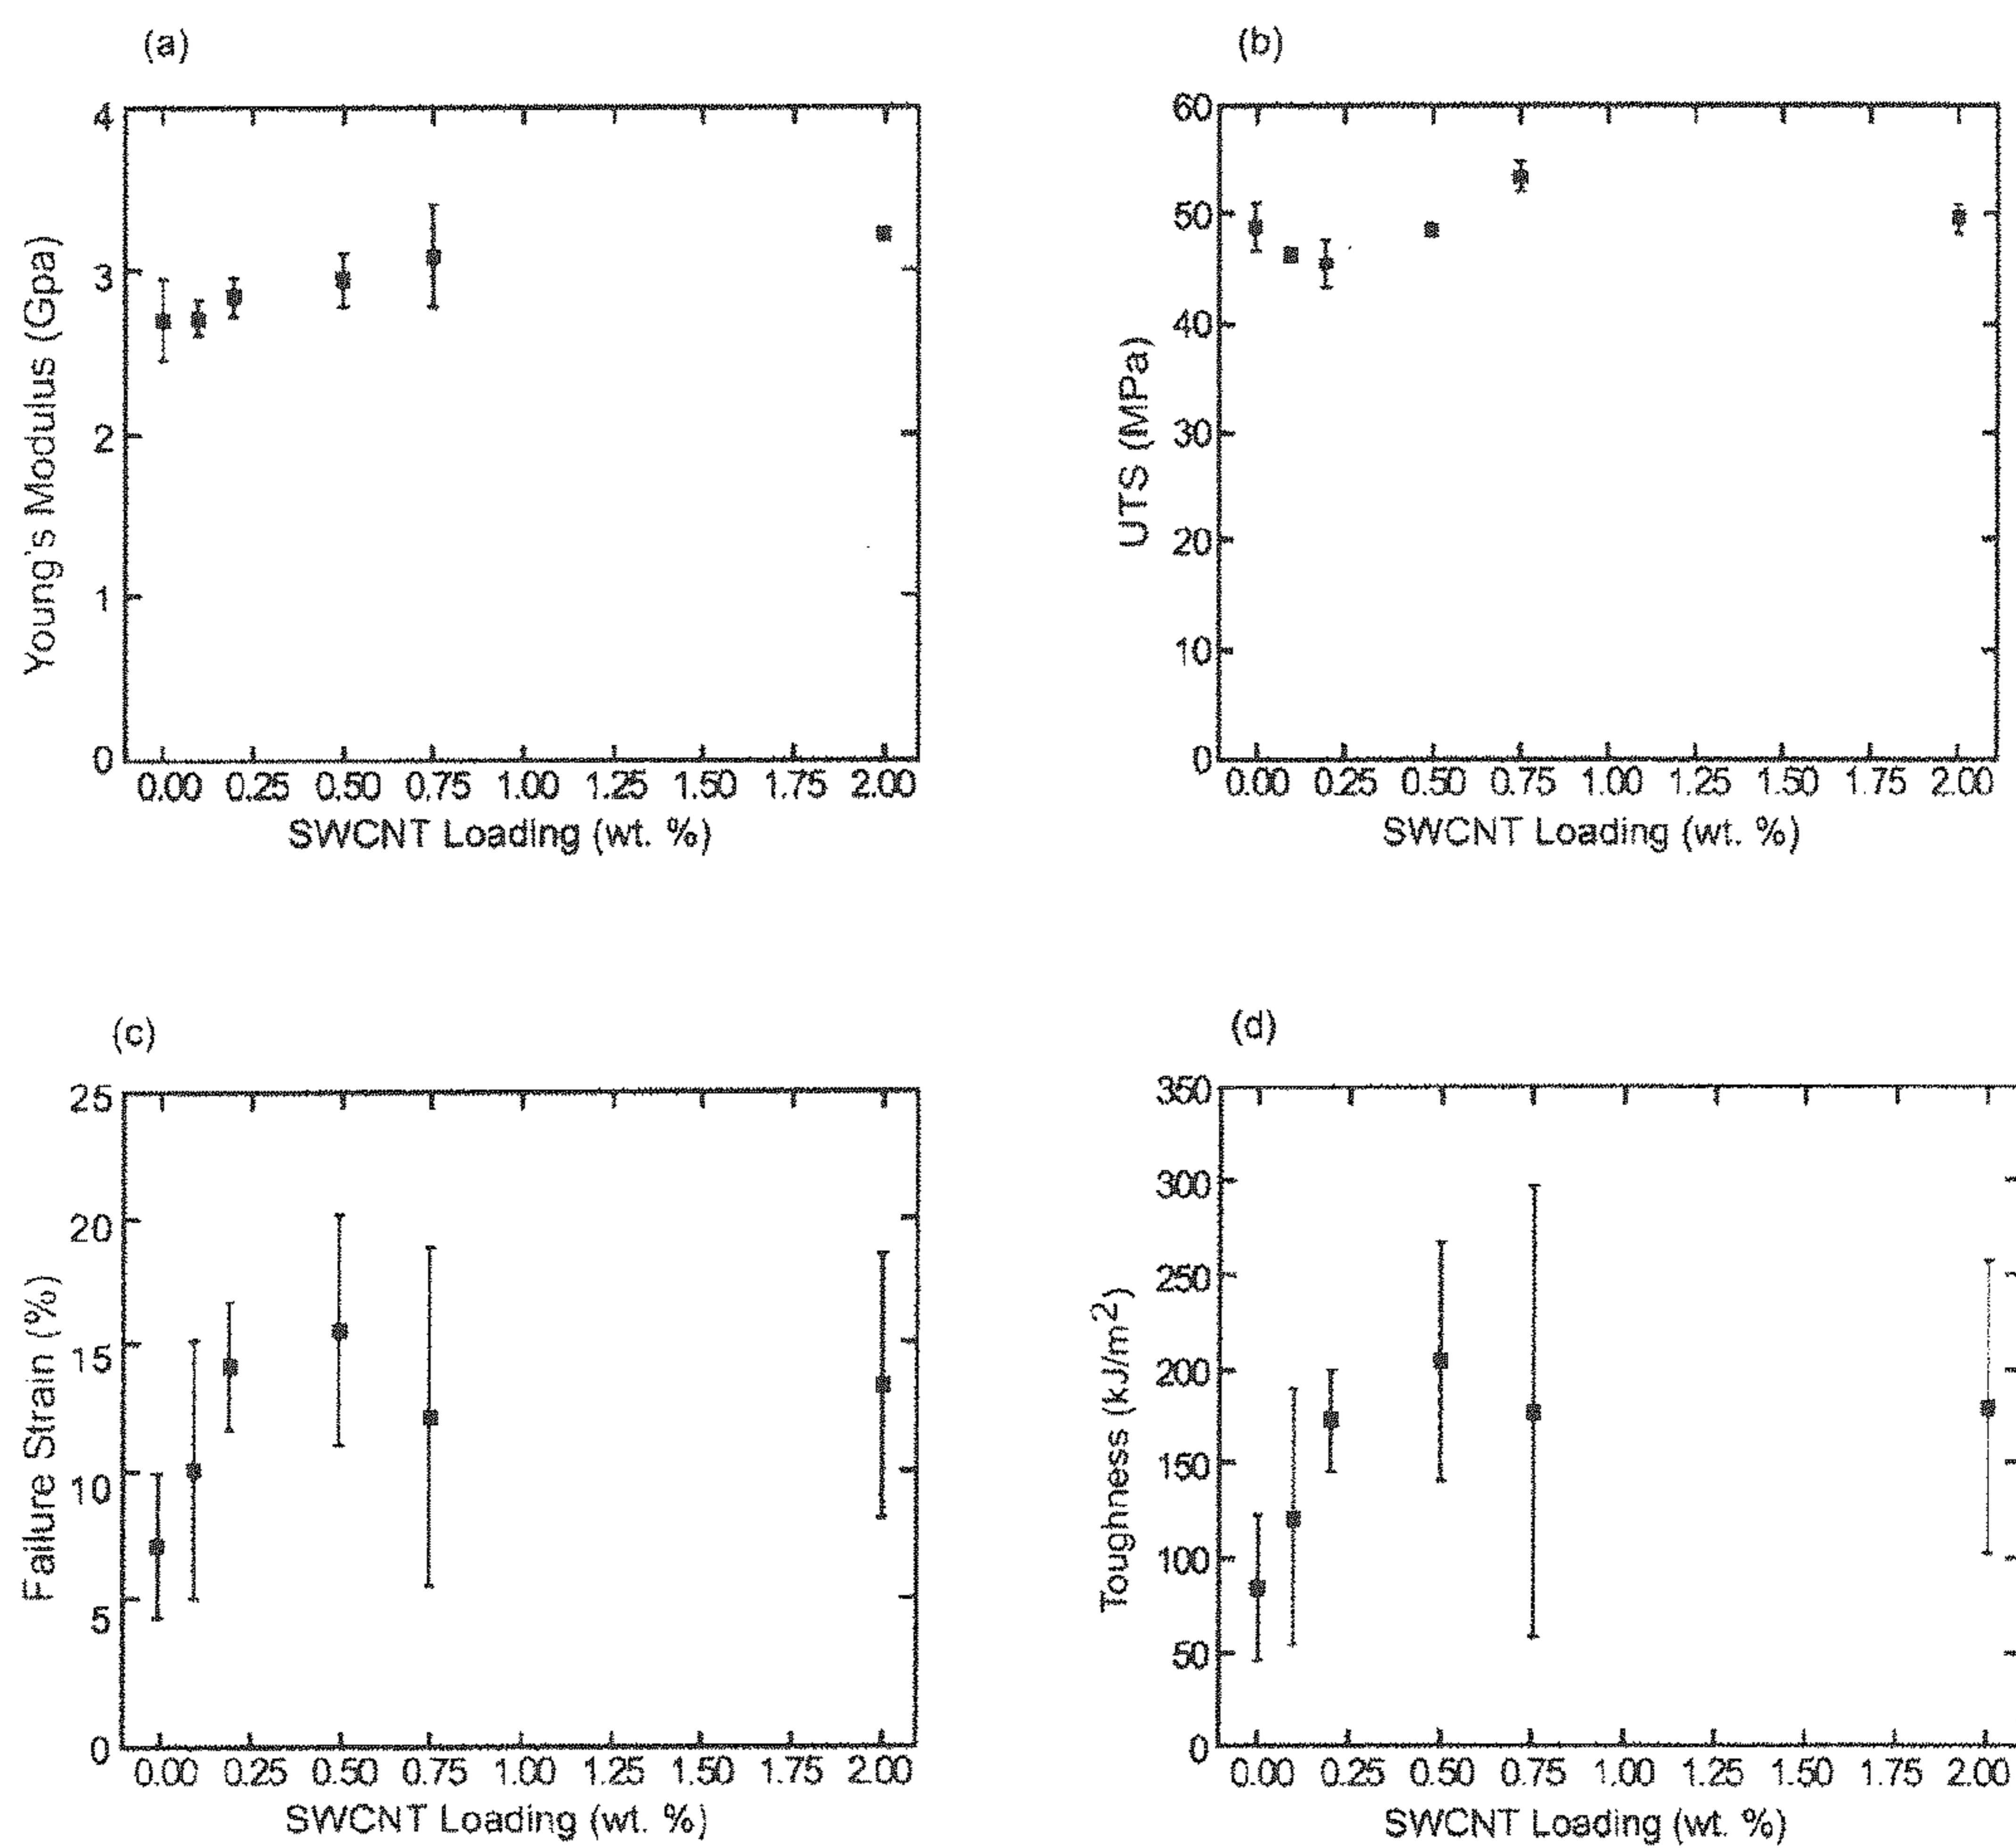 (a)
4
3
2
1
0
Young's Modulus (Gpa)
0.00 0.25 0.50 0.75 1.00 1.25 1.50 1.75 2.00
SWCNT Loading (wt. %)
(b)
60
50
40
30
20
10
0
UTS (MPa)
0.00 0.25 0.50 0.75 1.00 1.25 1.50 1.75 2.00
SWCNT Loading (wt. %)
(c)
25
20
15
10
5
0
Failure Strain (%)
0.00 0.25 0.50 0.75 1.00 1.25 1.50 1.75 2.00
SWCNT Loading (wt. %)
(d)
350
300
250
200
150
100
50
0
Toughness (kJ/m²)
0.00 0.25 0.50 0.75 1.00 1.25 1.50 1.75 2.00
SWCNT Loading (wt. %)